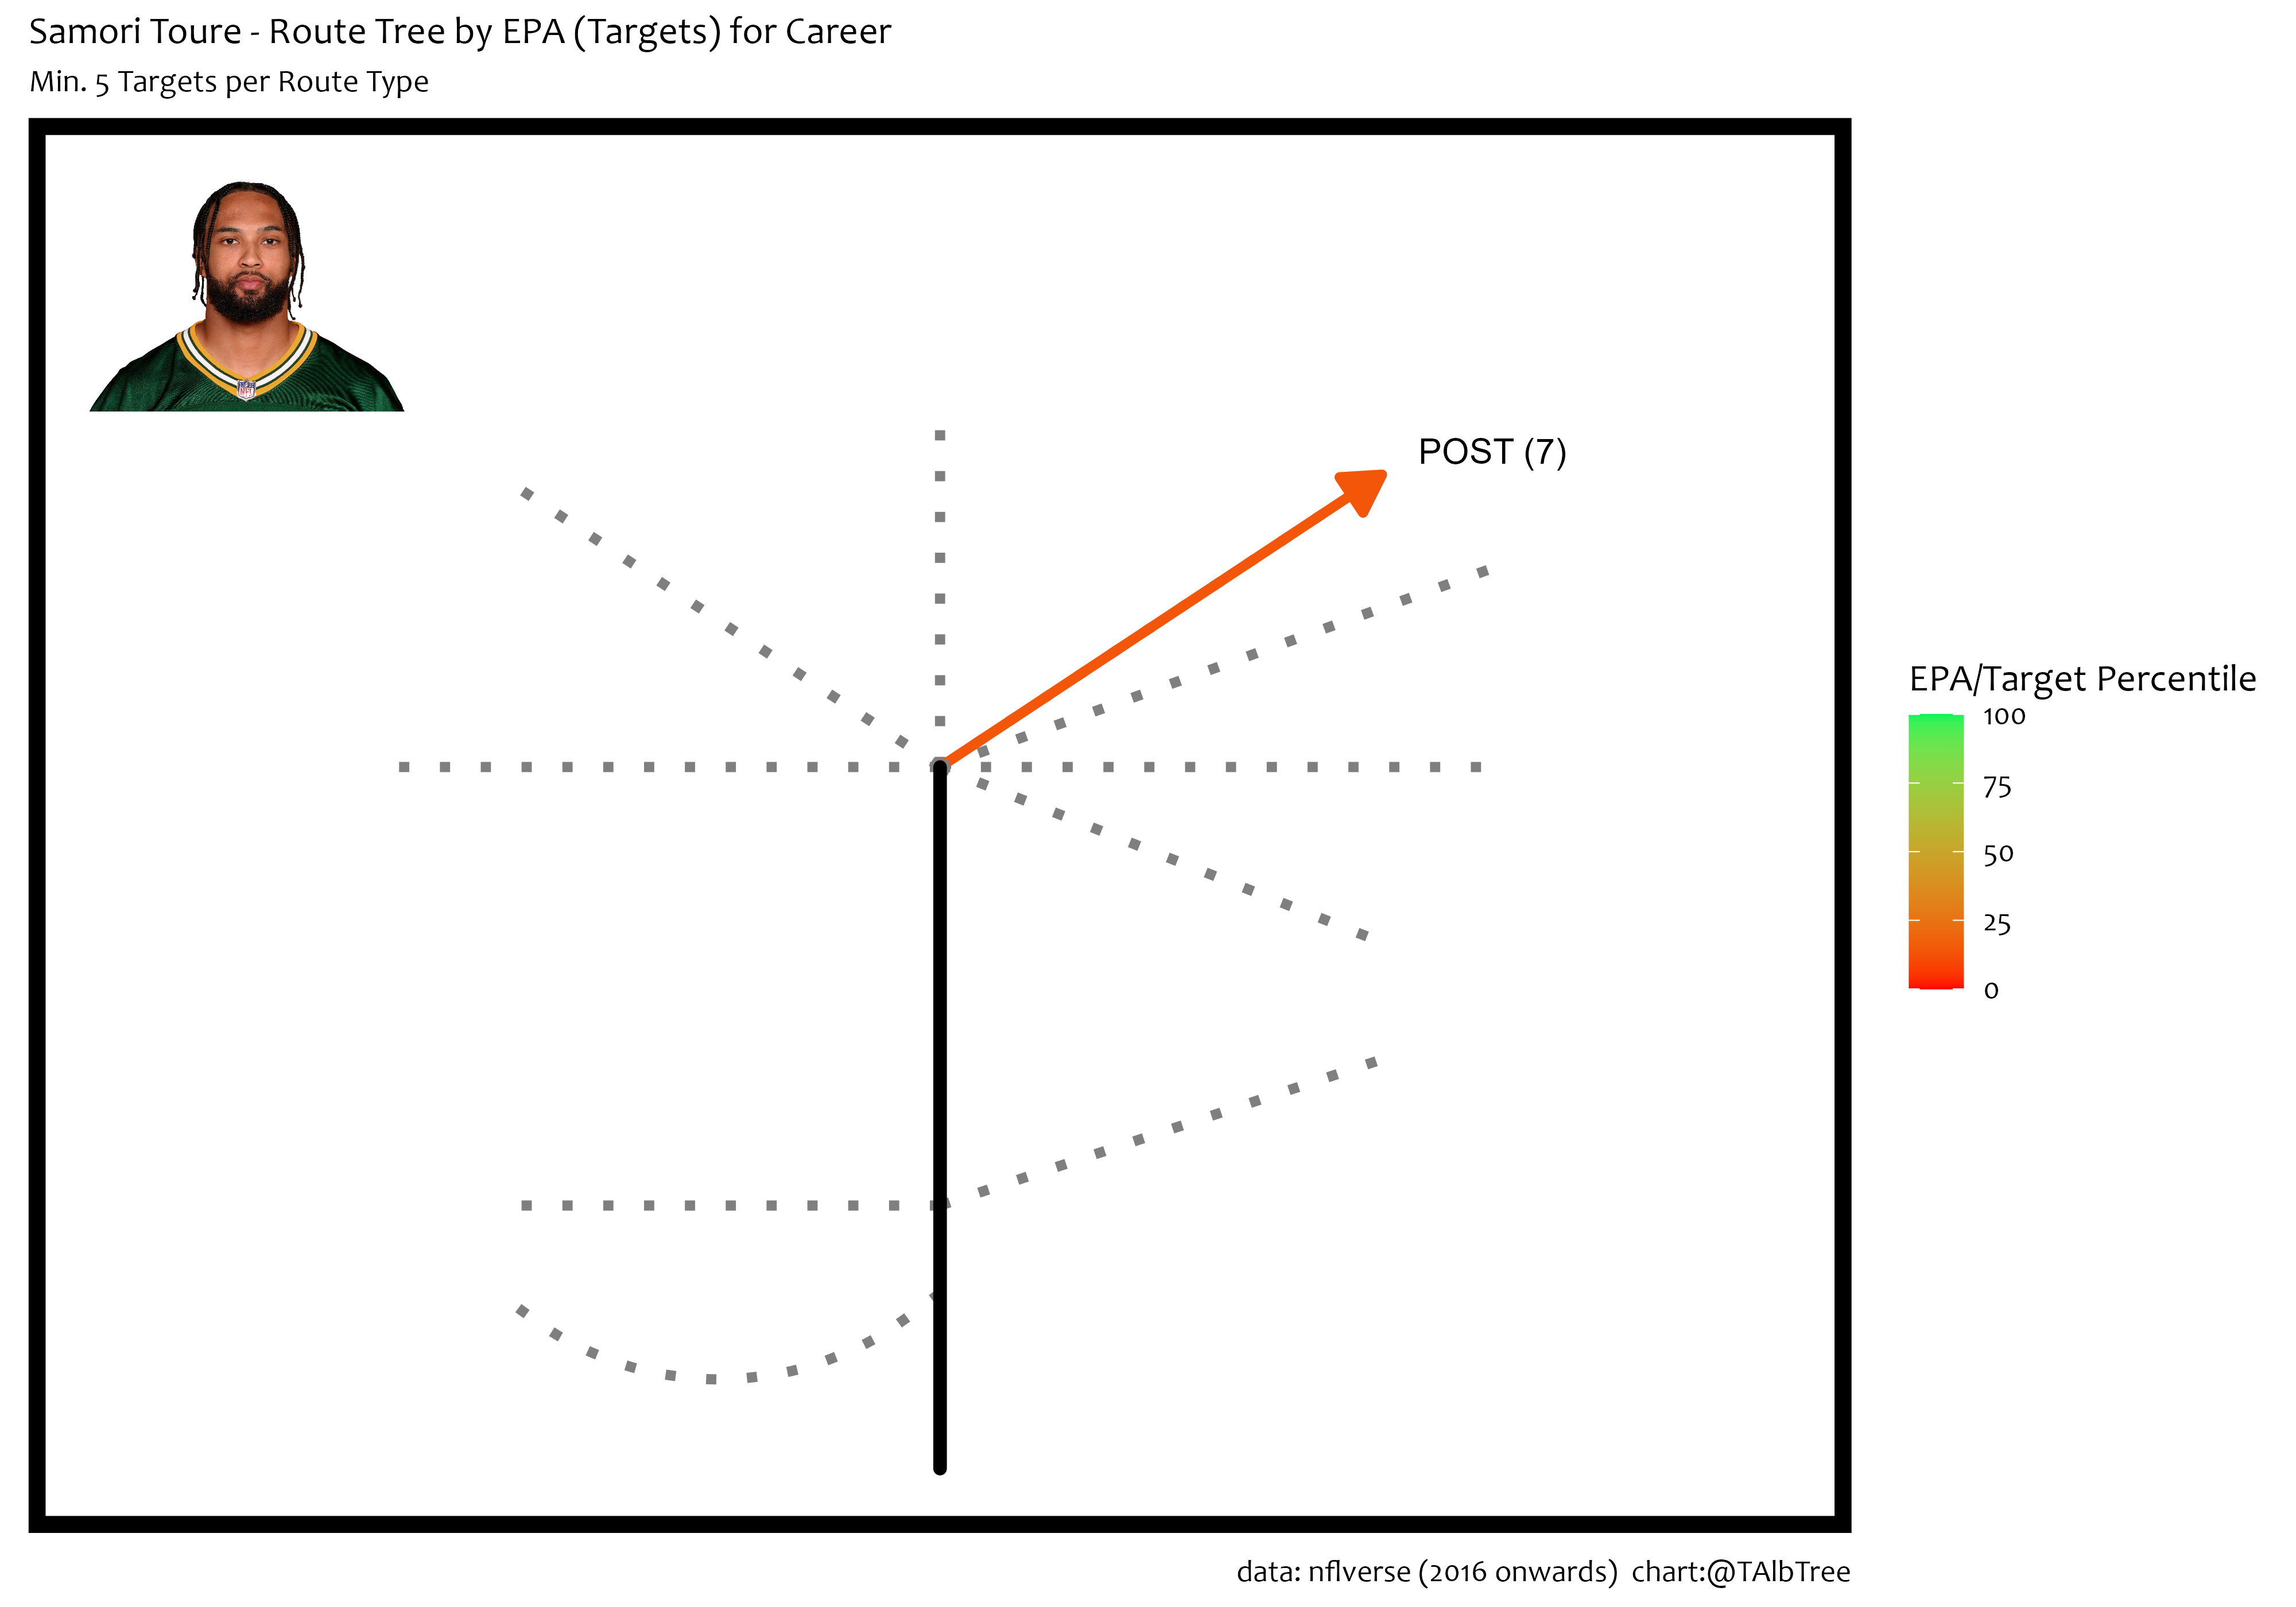 Samori Toure - Route Tree by EPA (Targets) for Career
Min. 5 Targets per Route Type
POST (7)
EPA/Target Percentile
100
75
50
25
0
data: nflverse (2016 onwards)  chart:@TAlbTree